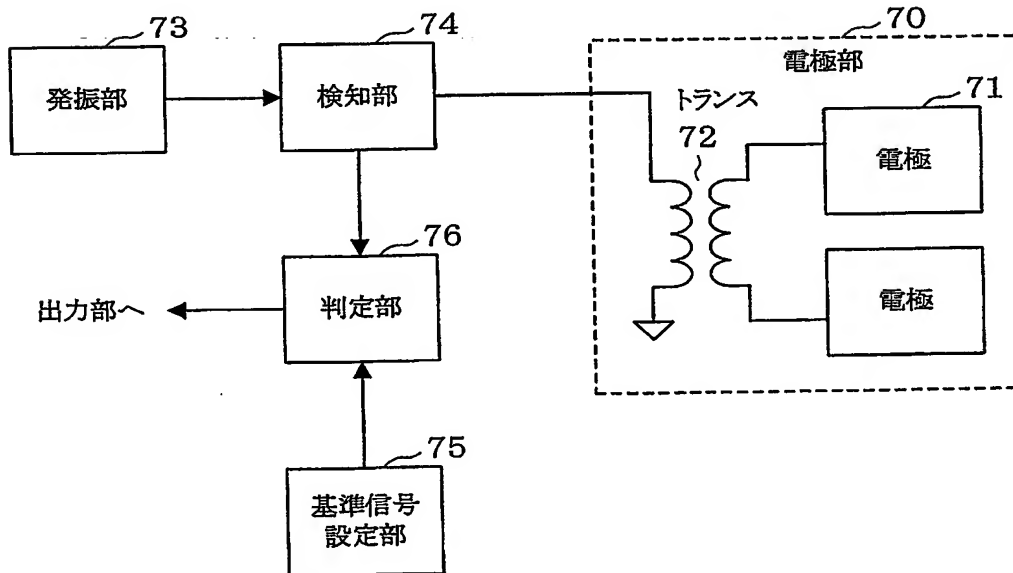 73
発振部
74
検知部
70
電極部
トランス
72
71
電極
電極
76
判定部
出力部へ
75
基準信号
設定部